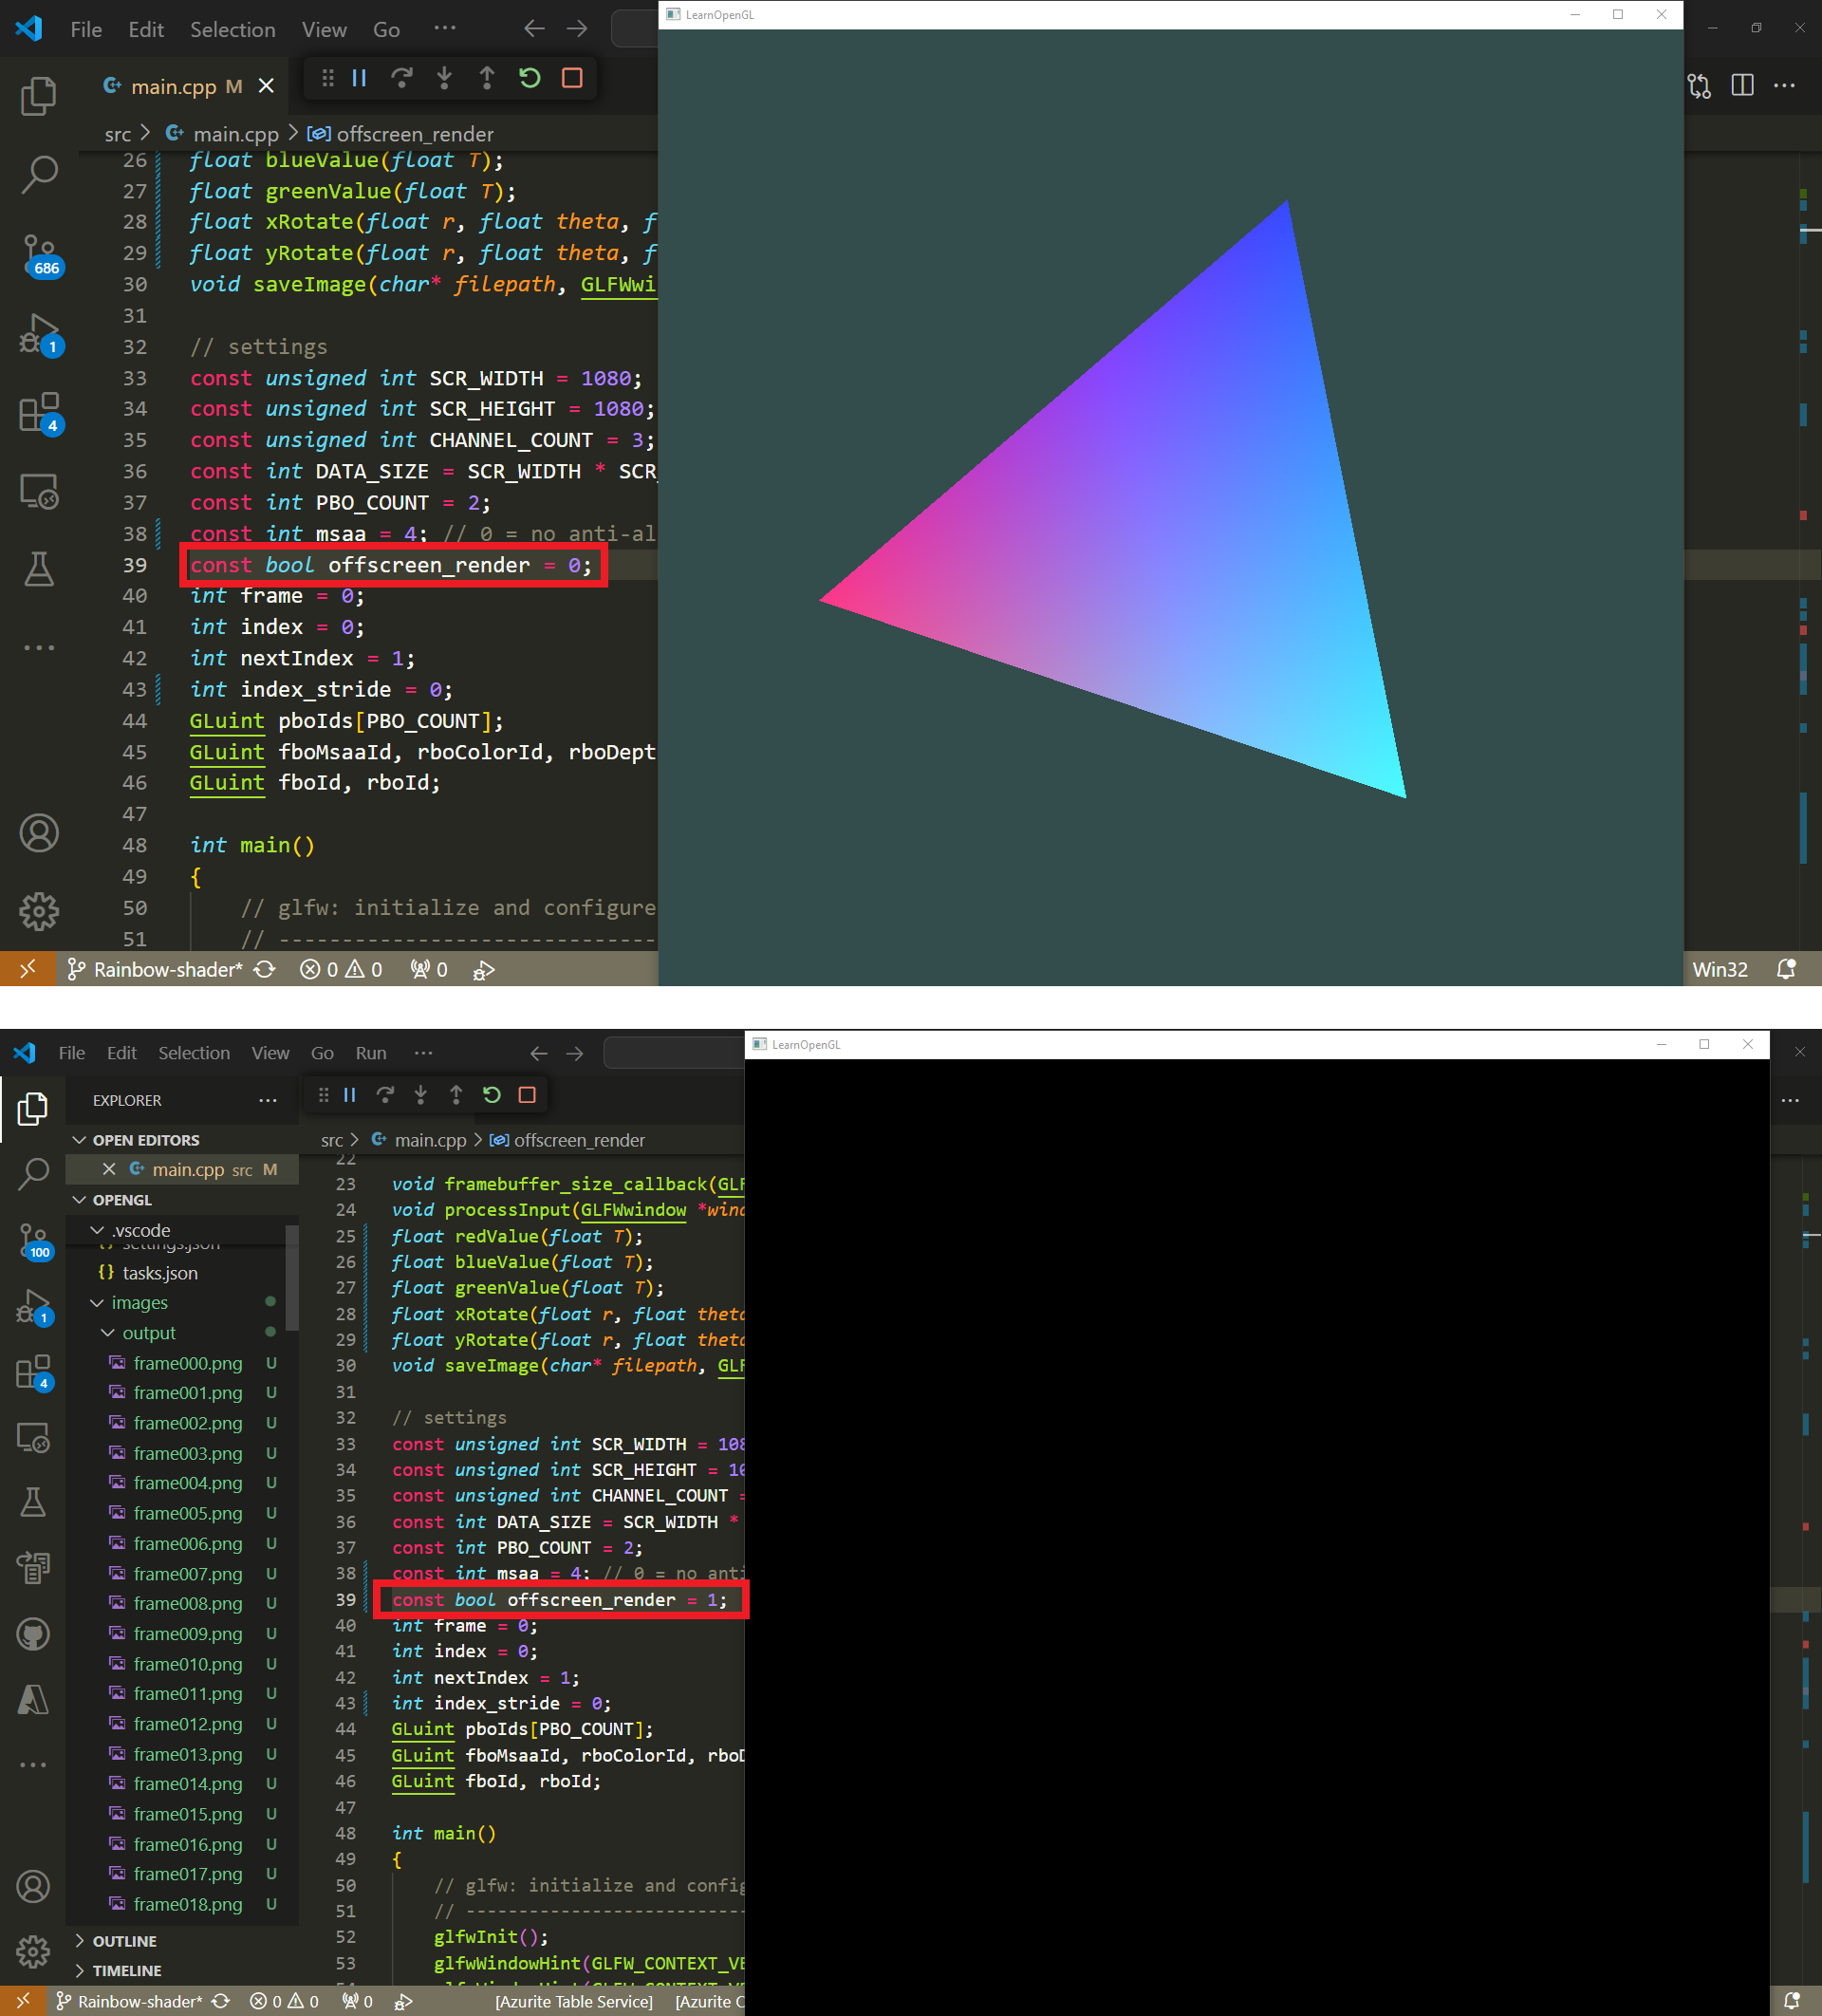 File Edit Selection View Go ···
LearnOpenGL
main.cpp M
src > main.cpp > offscreen_render
26 float blueValue(float T);
27 float greenValue(float T);
28 float xRotate(float r, float theta, f
29 float yRotate(float r, float theta, f
30 void saveImage(char* filepath, GLFWwi
31
32 // settings
33 const unsigned int SCR_WIDTH = 1080;
34 const unsigned int SCR_HEIGHT = 1080;
35 const unsigned int CHANNEL_COUNT = 3;
36 const int DATA_SIZE = SCR_WIDTH * SCR_
37 const int PBO_COUNT = 2;
38 const int msaa = 4; // 0 = no anti-al
39 const bool offscreen_render = 0;
40 int frame = 0;
41 int index = 0;
42 int nextIndex = 1;
43 int index_stride = 0;
44 GLuint pboIds[PBO_COUNT];
45 GLuint fboMsaaId, rboColorId, rboDept
46 GLuint fboId, rboId;
47
48 int main()
49 {
50 // glfw: initialize and configure
51 // ------------------------------
686
1
4
Rainbow-shader* 0 0 0
Win32
File Edit Selection View Go Run ···
LearnOpenGL
EXPLORER
OPEN EDITORS
main.cpp src M
OPENGL
.vscode
settings.json
{} tasks.json
images
output
frame000.png U
frame001.png U
frame002.png U
frame003.png U
frame004.png U
frame005.png U
frame006.png U
frame007.png U
frame008.png U
frame009.png U
frame010.png U
frame011.png U
frame012.png U
frame013.png U
frame014.png U
frame015.png U
frame016.png U
frame017.png U
frame018.png U
OUTLINE
TIMELINE
100
1
4
src > main.cpp > offscreen_render
22
23 void framebuffer_size_callback(GLF
24 void processInput(GLFWwindow *wind
25 float redValue(float T);
26 float blueValue(float T);
27 float greenValue(float T);
28 float xRotate(float r, float theta
29 float yRotate(float r, float theta
30 void saveImage(char* filepath, GLF
31
32 // settings
33 const unsigned int SCR_WIDTH = 108
34 const unsigned int SCR_HEIGHT = 10
35 const unsigned int CHANNEL_COUNT =
36 const int DATA_SIZE = SCR_WIDTH *
37 const int PBO_COUNT = 2;
38 const int msaa = 4; // 0 = no anti
39 const bool offscreen_render = 1;
40 int frame = 0;
41 int index = 0;
42 int nextIndex = 1;
43 int index_stride = 0;
44 GLuint pboIds[PBO_COUNT];
45 GLuint fboMsaaId, rboColorId, rboD
46 GLuint fboId, rboId;
47
48 int main()
49 {
50 // glfw: initialize and config
51 // ---------------------------
52 glfwInit();
53 glfwWindowHint(GLFW_CONTEXT_VE
Rainbow-shader* 0 0 0 [Azurite Table Service] [Azurite